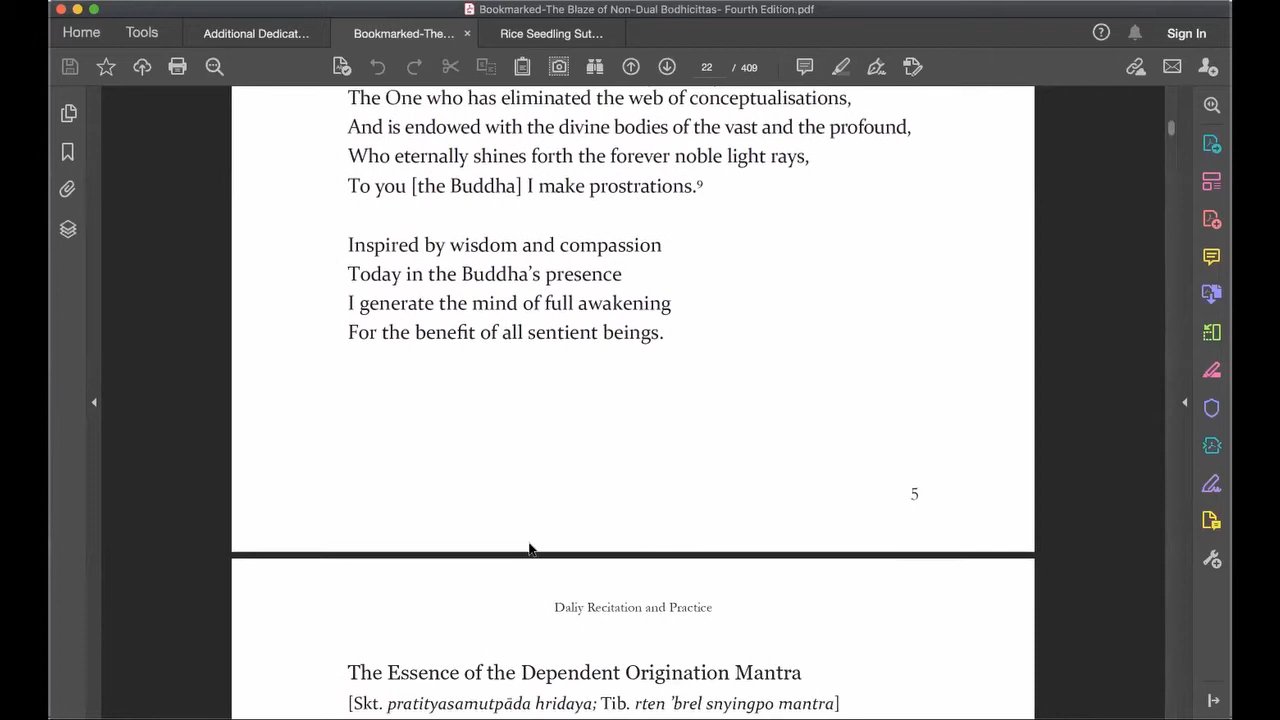 Bookmarked-The Blaze of Non-Dual Bodhicittas- Fourth Edition.pdf
Home
Tools
Additional Dedicat...
Bookmarked-The...
×
Rice Seedling Sut...
Sign In
22 / 409
The One who has eliminated the web of conceptualisations,
And is endowed with the divine bodies of the vast and the profound,
Who eternally shines forth the forever noble light rays,
To you [the Buddha] I make prostrations.⁹
Inspired by wisdom and compassion
Today in the Buddha’s presence
I generate the mind of full awakening
For the benefit of all sentient beings.
5
Daliy Recitation and Practice
The Essence of the Dependent Origination Mantra
[Skt. pratityasamutpāda hridaya; Tib. rten ’brel snyingpo mantra]